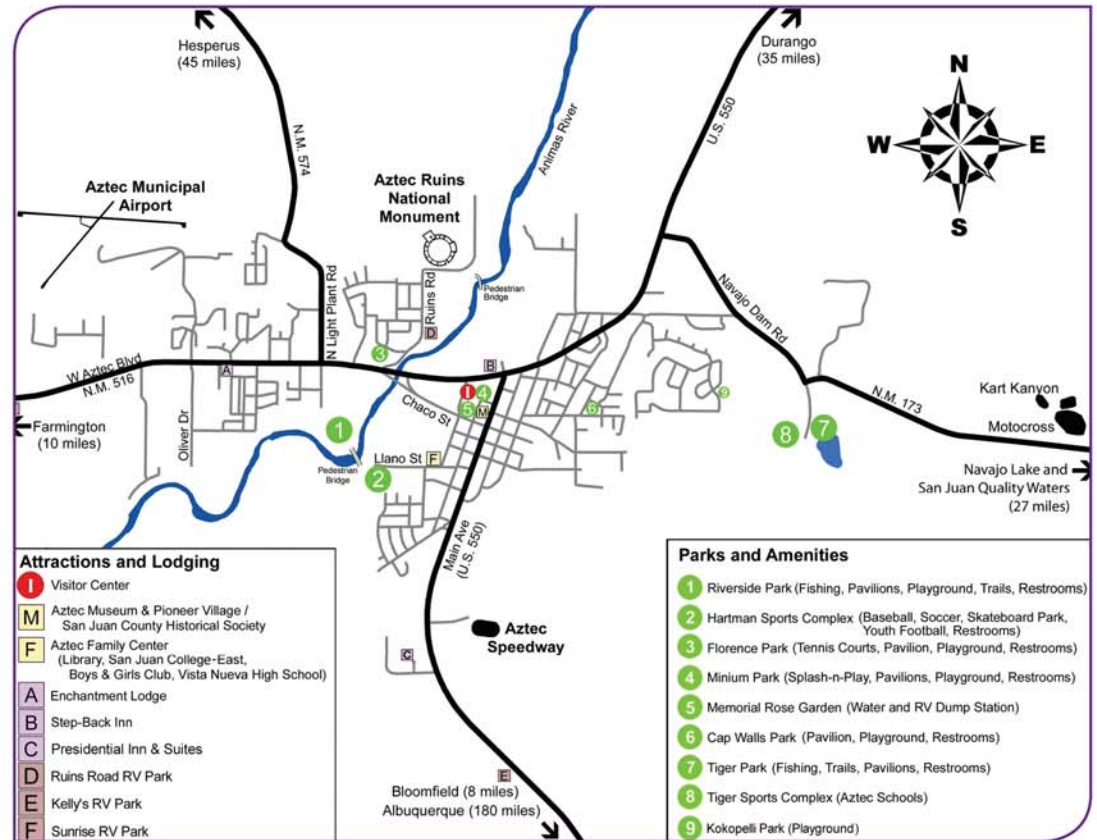 Hesperus
(45 miles)
Durango
(35 miles)
N
W
E
S
N.M. 574
Animas River
U.S. 550
Aztec Municipal
Airport
Aztec Ruins
National
Monument
N Light Plant Rd
Ruins Rd
Pedestrian
Bridge
Navajo Dam Rd
D
3
B
W Aztec Blvd
N.M. 516
A
I
4
5
M
6
9
Chaco St
N.M. 173
Kart Kanyon
Motocross
Farmington
(10 miles)
Oliver Dr
1
8
7
Pedestrian
Bridge
Llano St
F
2
Navajo Lake and
San Juan Quality Waters
(27 miles)
Main Ave
(U.S. 550)
Aztec
Speedway
C
E
Bloomfield (8 miles)
Albuquerque (180 miles)
Attractions and Lodging
I Visitor Center
M Aztec Museum & Pioneer Village /
San Juan County Historical Society
F Aztec Family Center
(Library, San Juan College-East,
Boys & Girls Club, Vista Nueva High School)
A Enchantment Lodge
B Step-Back Inn
C Presidential Inn & Suites
D Ruins Road RV Park
E Kelly's RV Park
F Sunrise RV Park
Parks and Amenities
1 Riverside Park (Fishing, Pavilions, Playground, Trails, Restrooms)
2 Hartman Sports Complex (Baseball, Soccer, Skateboard Park,
Youth Football, Restrooms)
3 Florence Park (Tennis Courts, Pavilion, Playground, Restrooms)
4 Minium Park (Splash-n-Play, Pavilions, Playground, Restrooms)
5 Memorial Rose Garden (Water and RV Dump Station)
6 Cap Walls Park (Pavilion, Playground, Restrooms)
7 Tiger Park (Fishing, Trails, Pavilions, Restrooms)
8 Tiger Sports Complex (Aztec Schools)
9 Kokopelli Park (Playground)